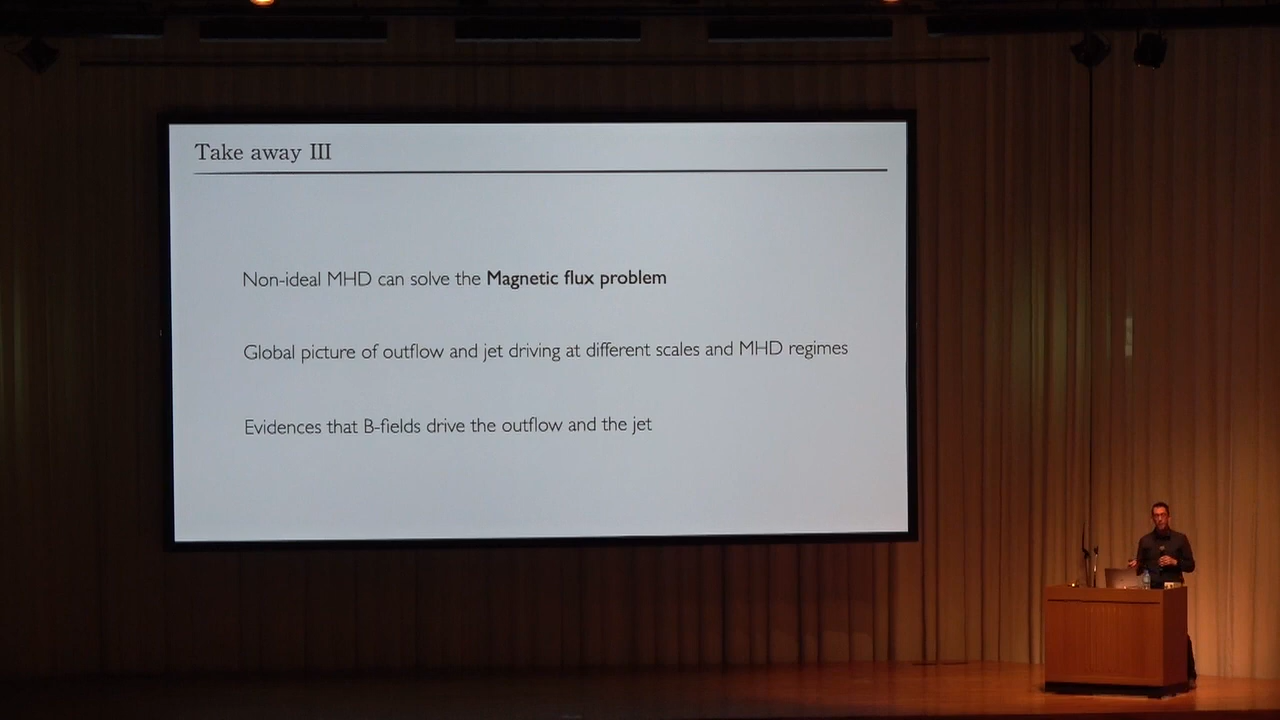 Take away III
Non-ideal MHD can solve the Magnetic flux problem
Global picture of outflow and jet driving at different scales and MHD regimes
Evidences that B-fields drive the outflow and the jet